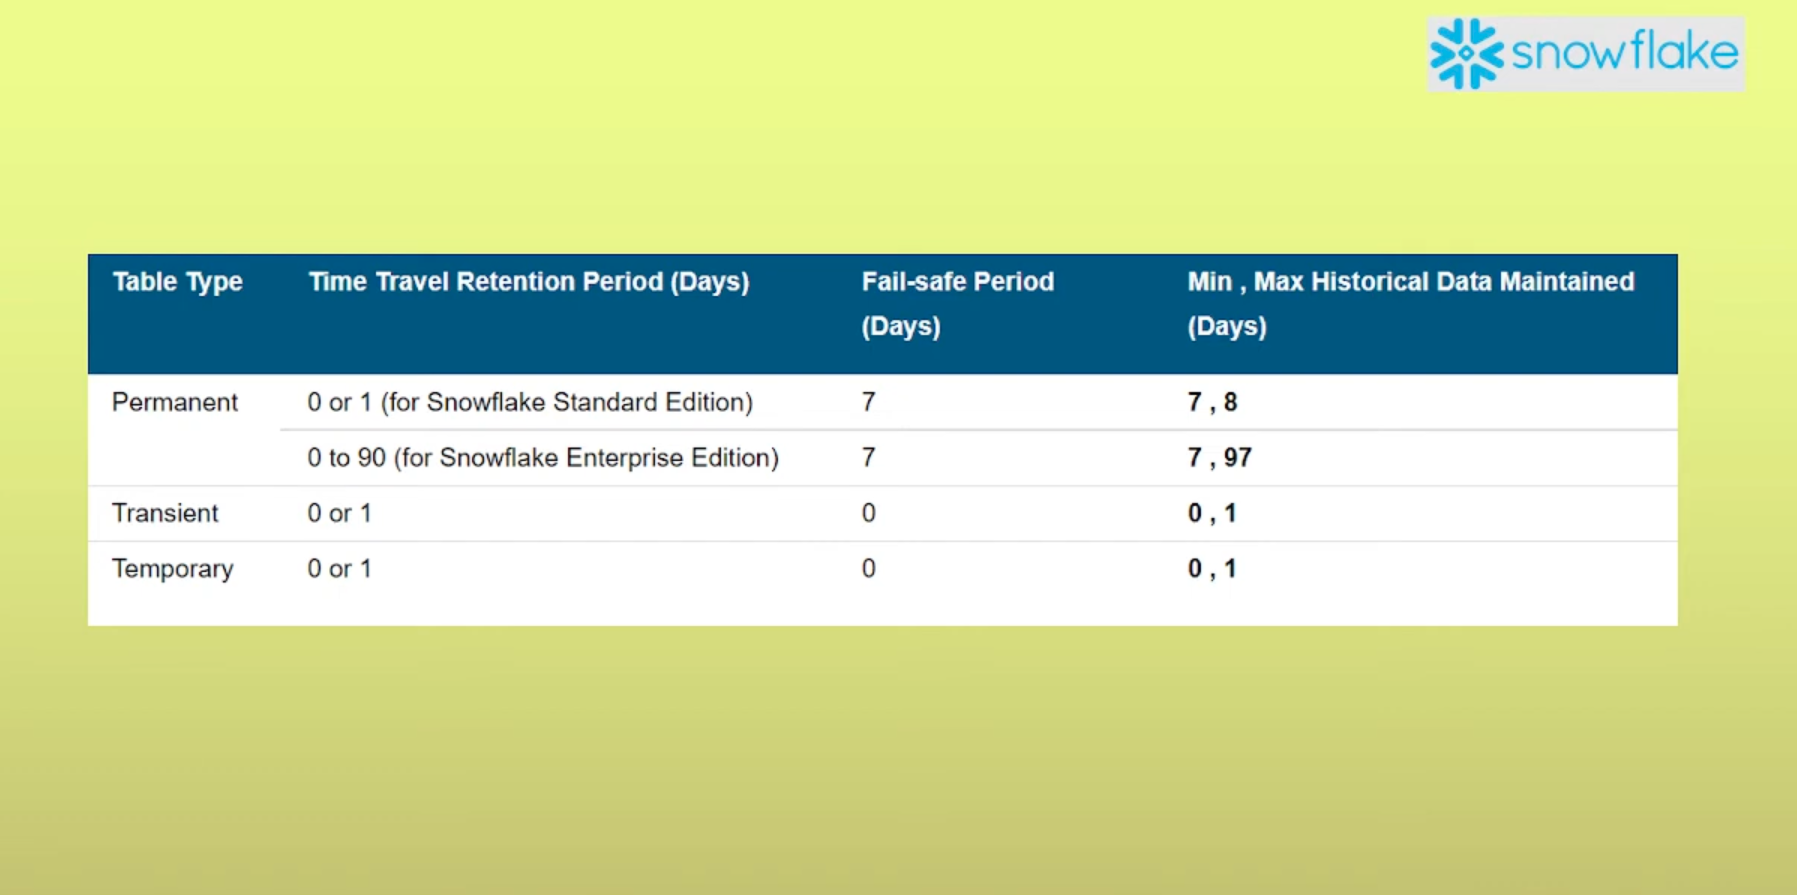 snowflake
Table Type Time Travel Retention Period (Days) Fail-safe Period (Days) Min , Max Historical Data Maintained (Days)
Permanent 0 or 1 (for Snowflake Standard Edition) 7 7 , 8
0 to 90 (for Snowflake Enterprise Edition) 7 7 , 97
Transient 0 or 1 0 0 , 1
Temporary 0 or 1 0 0 , 1